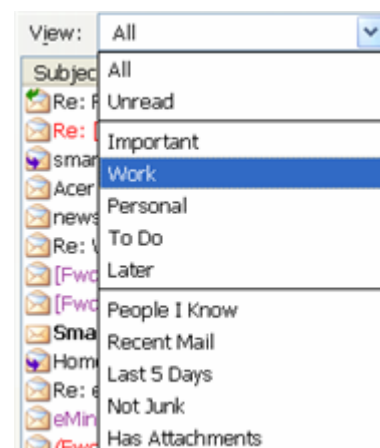 View: All
Subjec All
Re: Unread
Re: [
Important
smar
Work
Acer
Personal
news
To Do
Re:
Later
[Fwd
[Fwd
People I Know
Sma
Recent Mail
Hom
Last 5 Days
Re: e
Not Junk
eMin
Has Attachments